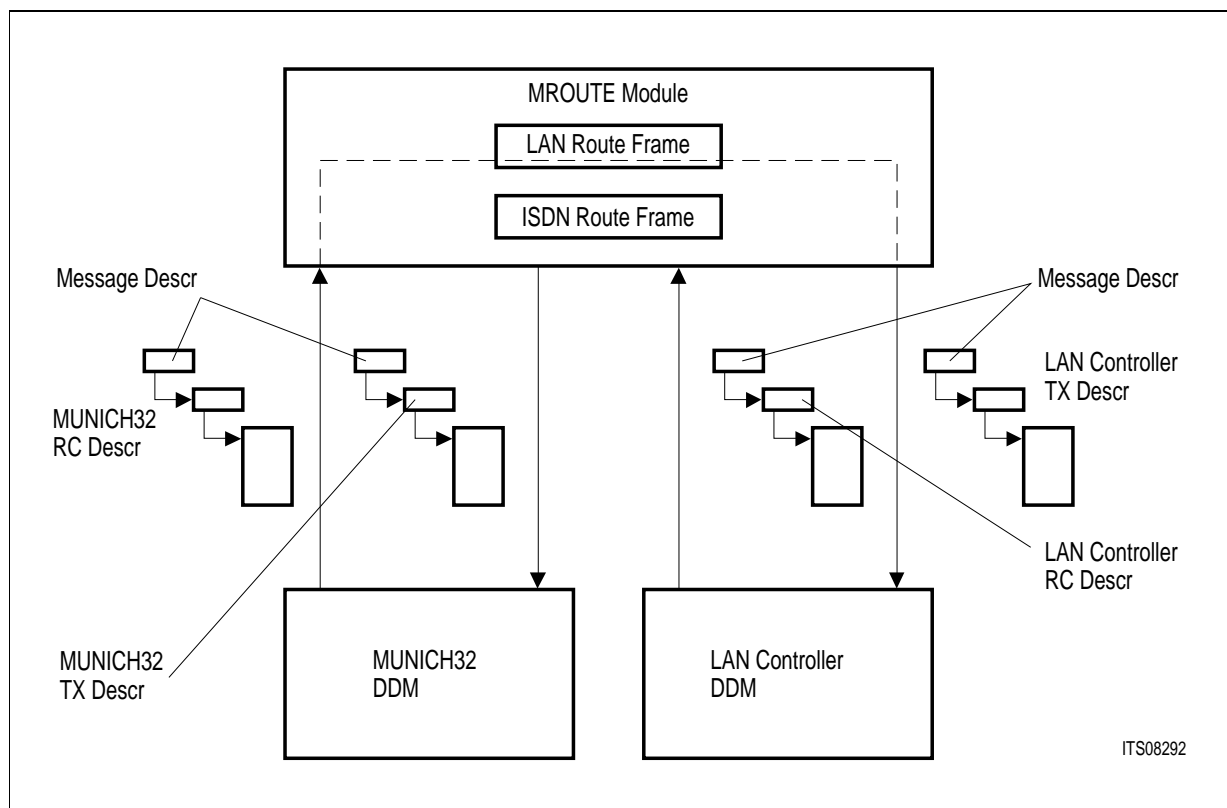 MROUTE Module
LAN Route Frame
ISDN Route Frame
Message Descr
Message Descr
LAN Controller
TX Descr
MUNICH32
RC Descr
LAN Controller
RC Descr
MUNICH32
TX Descr
MUNICH32
DDM
LAN Controller
DDM
ITS08292